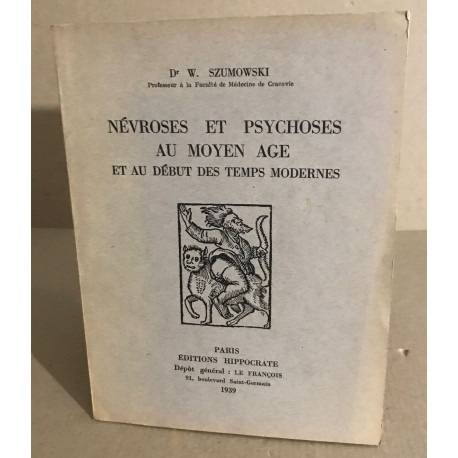 Dr W. SZUMOWSKI
Professeur à la Faculté de Médecine de Cracovie
NÉVROSES ET PSYCHOSES
AU MOYEN AGE
ET AU DÉBUT DES TEMPS MODERNES
PARIS
ÉDITIONS HIPPOCRATE
Dépôt général : LE FRANÇOIS
91, boulevard Saint-Germain
1939